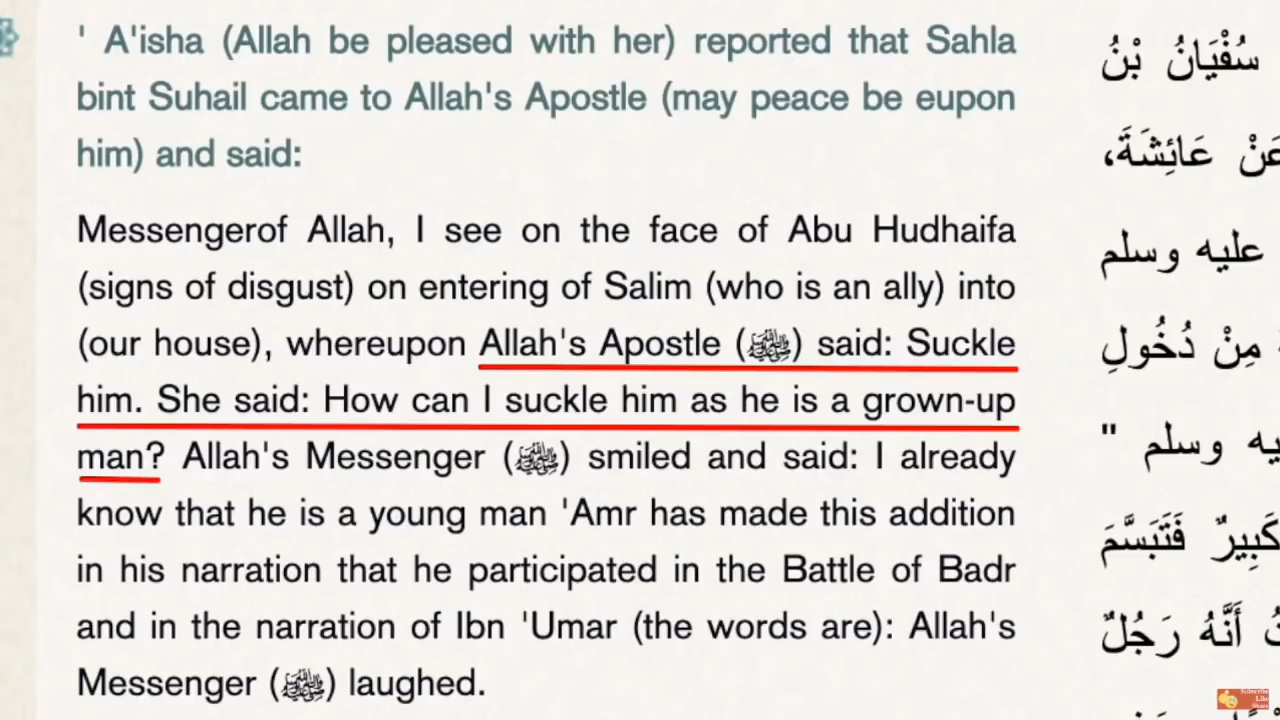 ' A'isha (Allah be pleased with her) reported that Sahla
bint Suhail came to Allah's Apostle (may peace be eupon
him) and said:
Messengerof Allah, I see on the face of Abu Hudhaifa
(signs of disgust) on entering of Salim (who is an ally) into
(our house), whereupon Allah's Apostle (ﷺ) said: Suckle
him. She said: How can I suckle him as he is a grown-up
man? Allah's Messenger (ﷺ) smiled and said: I already
know that he is a young man 'Amr has made this addition
in his narration that he participated in the Battle of Badr
and in the narration of Ibn 'Umar (the words are): Allah's
Messenger (ﷺ) laughed.
سُفْيَانُ بْنُ
عَنْ عَائِشَةَ،
عليه وسلم
مِنْ دُخُولِ
يه وسلم "
كَبِيرٌ فَتَبَسَّمَ
أَنَّهُ رَجُلٌ
Subscribe
Like
Share